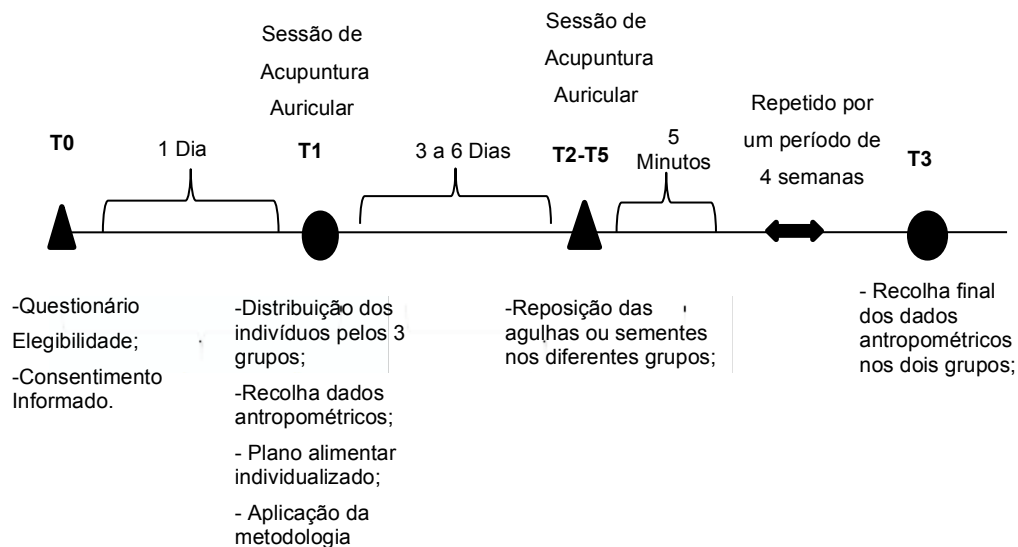 Sessão de
Acupuntura
Auricular
Sessão de
Acupuntura
Auricular
T0
1 Dia
T1
3 a 6 Dias
T2-T5
5
Minutos
Repetido por
um período de
4 semanas
T3
-Questionário
Elegibilidade;
-Consentimento
Informado.
-Distribuição dos
indivíduos pelos 3
grupos;
-Recolha dados
antropométricos;
- Plano alimentar
individualizado;
- Aplicação da
metodologia
-Reposição das
agulhas ou sementes
nos diferentes grupos;
- Recolha final
dos dados
antropométricos
nos dois grupos;